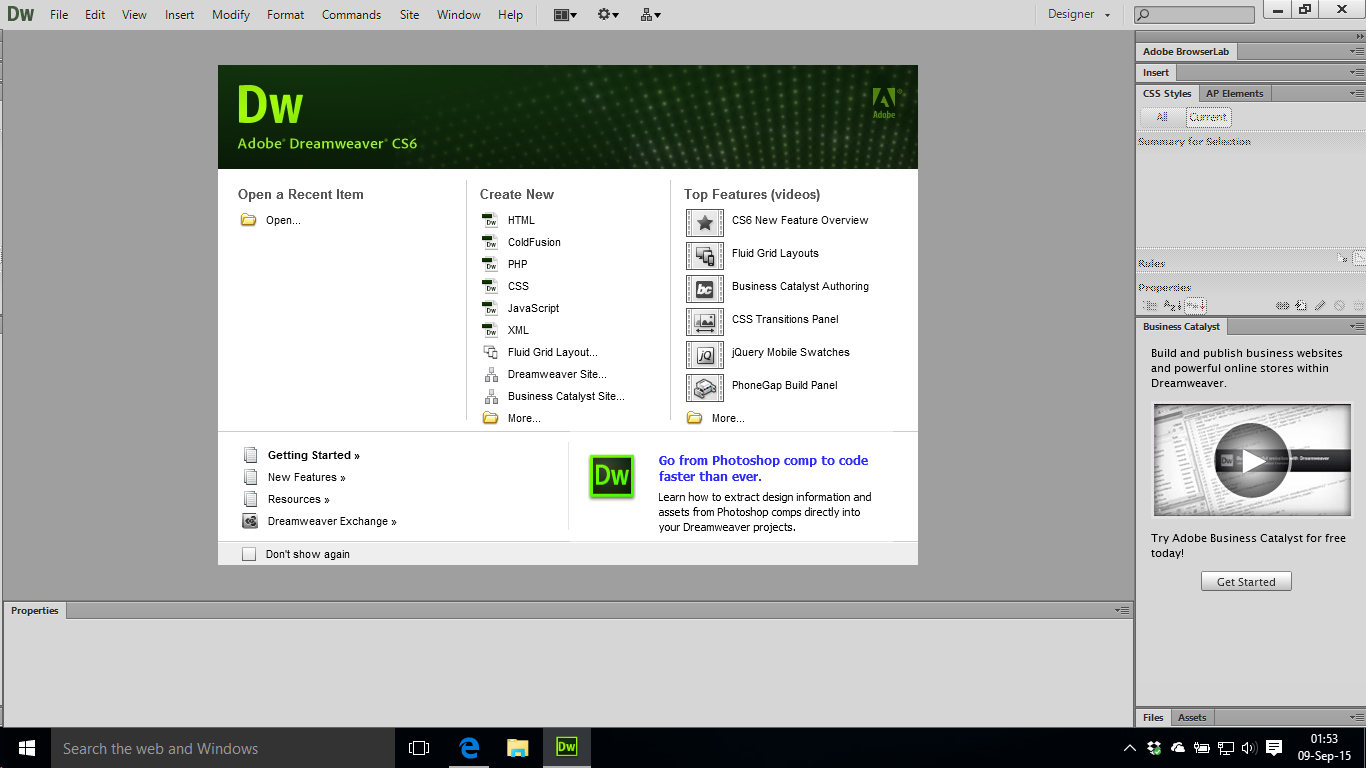 Dw File Edit View Insert Modify Format Commands Site Window Help Designer
Dw
Adobe® Dreamweaver® CS6
Adobe
Open a Recent Item
Open...
Create New
HTML
ColdFusion
PHP
CSS
JavaScript
XML
Fluid Grid Layout...
Dreamweaver Site...
Business Catalyst Site...
More...
Top Features (videos)
CS6 New Feature Overview
Fluid Grid Layouts
bc Business Catalyst Authoring
CSS Transitions Panel
jQ jQuery Mobile Swatches
PhoneGap Build Panel
More...
Getting Started »
New Features »
Resources »
Dreamweaver Exchange »
Dw
Go from Photoshop comp to code
faster than ever.
Learn how to extract design information and
assets from Photoshop comps directly into
your Dreamweaver projects.
Don't show again
Properties
Adobe BrowserLab
Insert
CSS Styles AP Elements
All Current
Summary for Selection
Rules
Properties
Business Catalyst
Build and publish business websites
and powerful online stores within
Dreamweaver.
Try Adobe Business Catalyst for free
today!
Get Started
Files Assets
Search the web and Windows
Dw
01:53
09-Sep-15